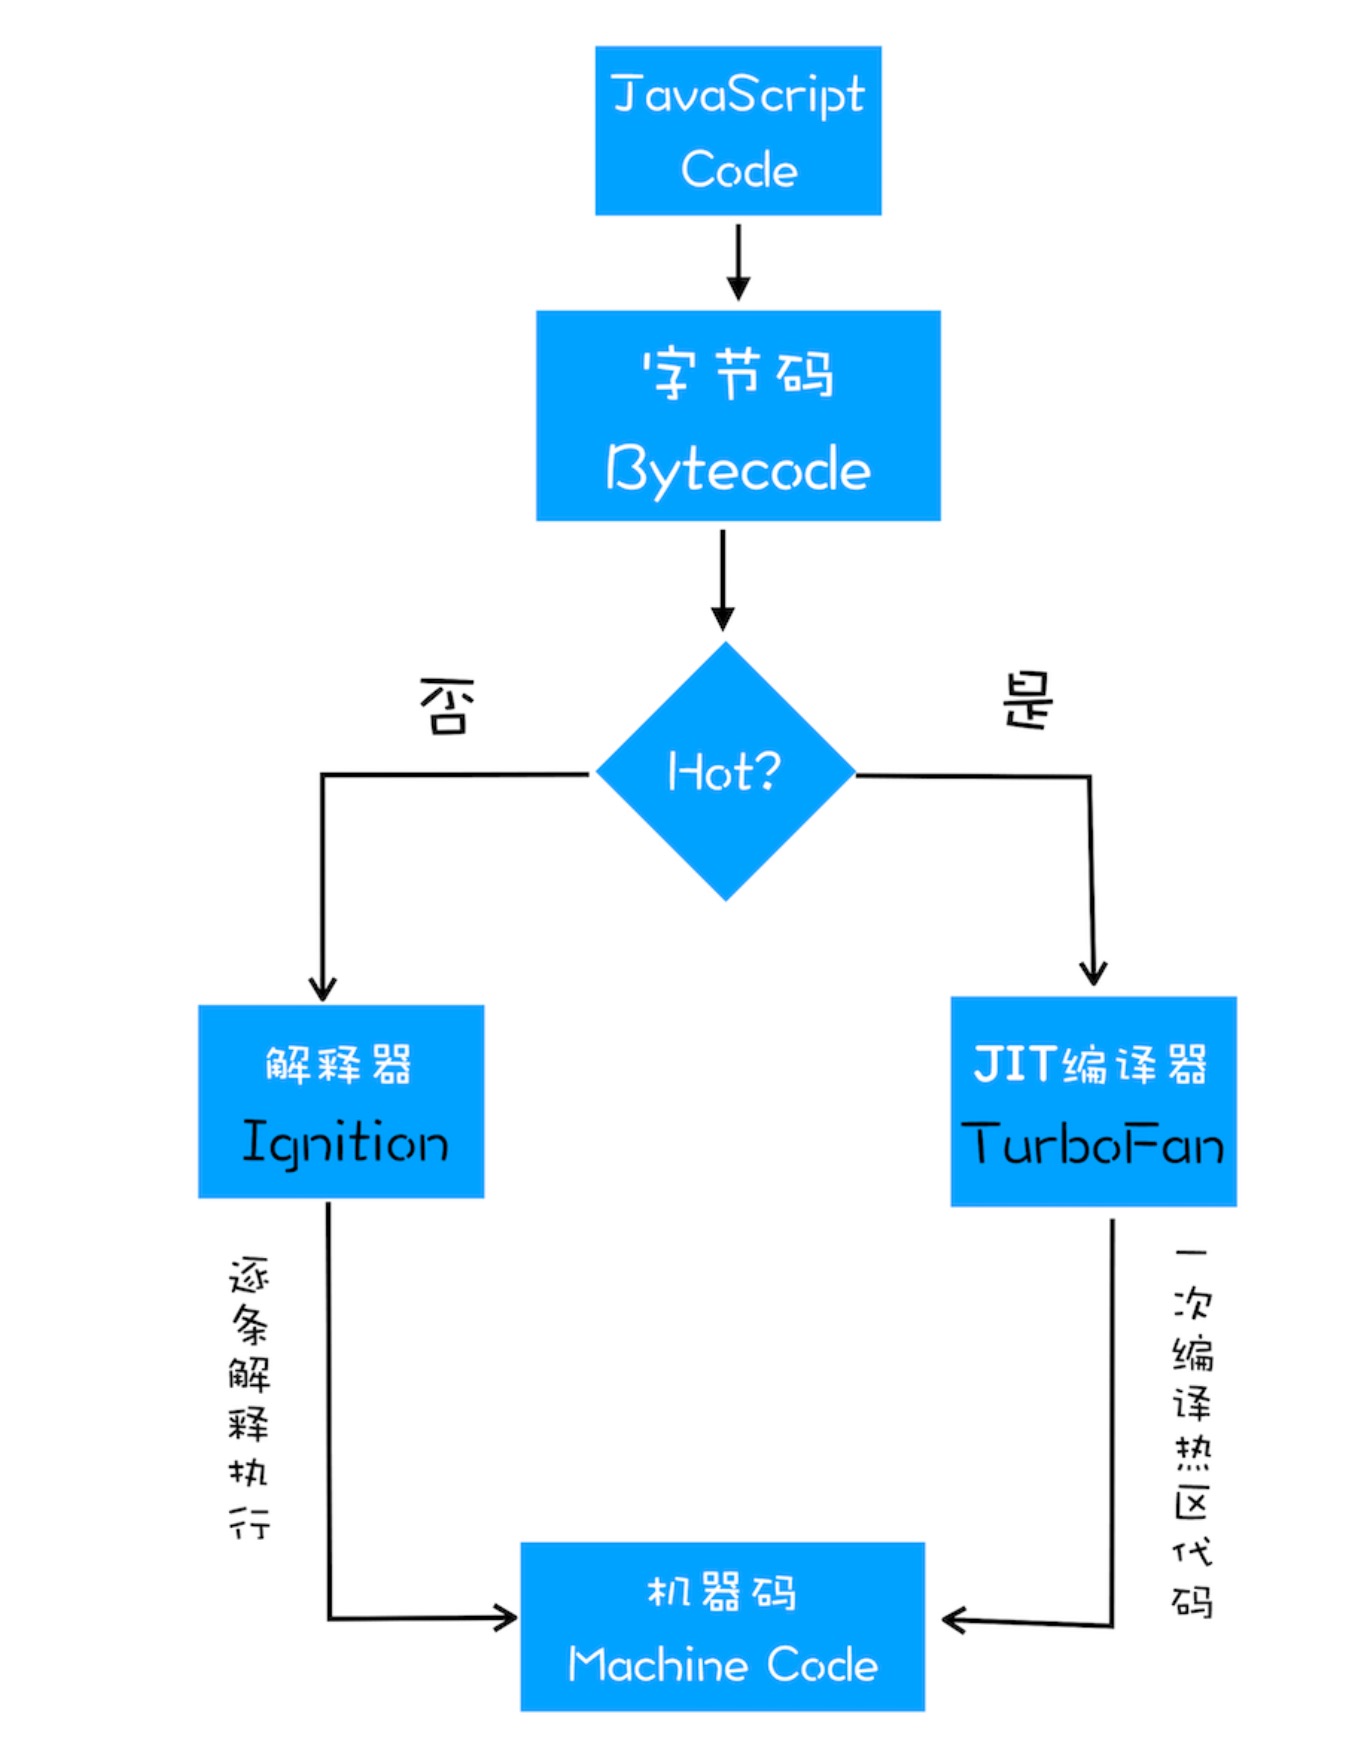 JavaScript
Code
字节码
Bytecode
否
是
Hot?
解释器
Ignition
JIT编译器
TurboFan
逐条解释执行
一次编译热区代码
机器码
Machine Code